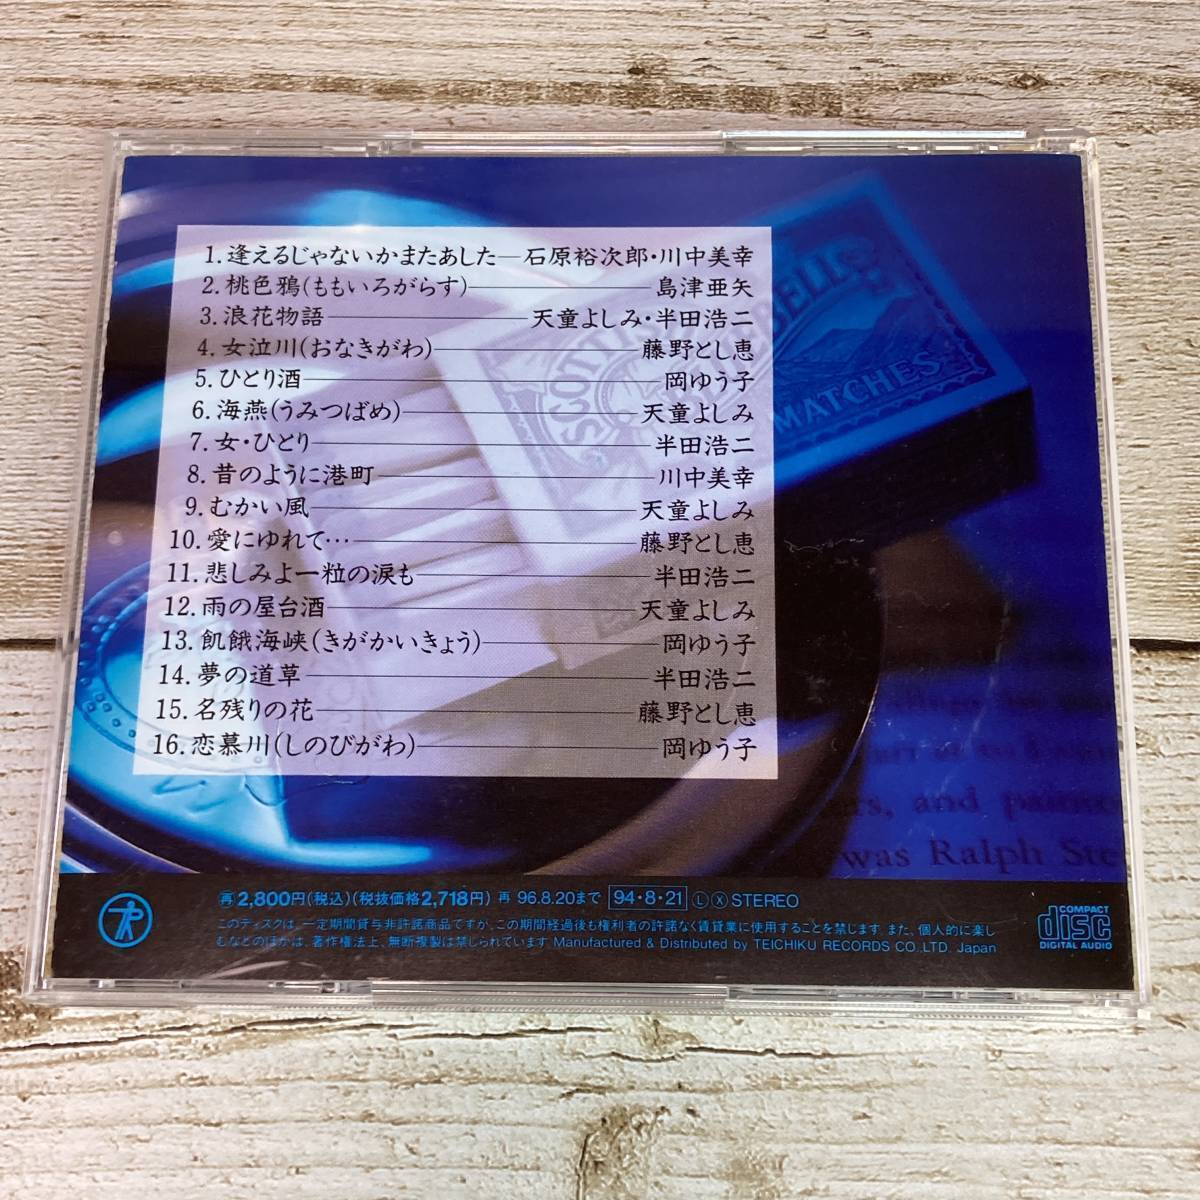 1.逢えるじゃないかまたあした—石原裕次郎・川中美幸
2.桃色鴉(ももいろがらす)—島津亜矢
3.浪花物語—天童よしみ・半田浩二
4.女泣川(おなきがわ)—藤野とし恵
5.ひとり酒—岡ゆう子
6.海燕(うみつばめ)—天童よしみ
7.女・ひとり—半田浩二
8.昔のように港町—川中美幸
9.むかい風—天童よしみ
10.愛にゆれて…—藤野とし恵
11.悲しみよ一粒の涙も—半田浩二
12.雨の屋台酒—天童よしみ
13.飢餓海峡(きがかいきょう)—岡ゆう子
14.夢の道草—半田浩二
15.名残りの花—藤野とし恵
16.恋慕川(しのびがわ)—岡ゆう子
MATCHES
and
was Ralph Ste
再2,800円(税込)(税抜価格2,718円) 再 96.8.20まで 94・8・21 Ⓛ Ⓧ STEREO
このディスクは、一定期間貸与非許諾商品ですが、この期間経過後も権利者の許諾なく賃貸業に使用することを禁じます。また、個人的に楽し
むなどのほかは、著作権法上、無断複製は禁じられています。Manufactured & Distributed by TEICHIKU RECORDS CO.,LTD. Japan
COMPACT
disc
DIGITAL AUDIO